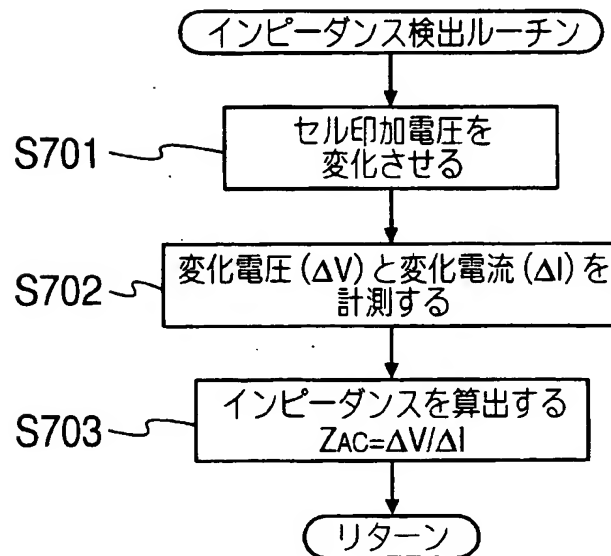 インピーダンス検出ルーチン
S701
セル印加電圧を
変化させる
S702
変化電圧(ΔV)と変化電流(ΔI)を
計測する
S703
インピーダンスを算出する
ZAC=ΔV/ΔI
リターン